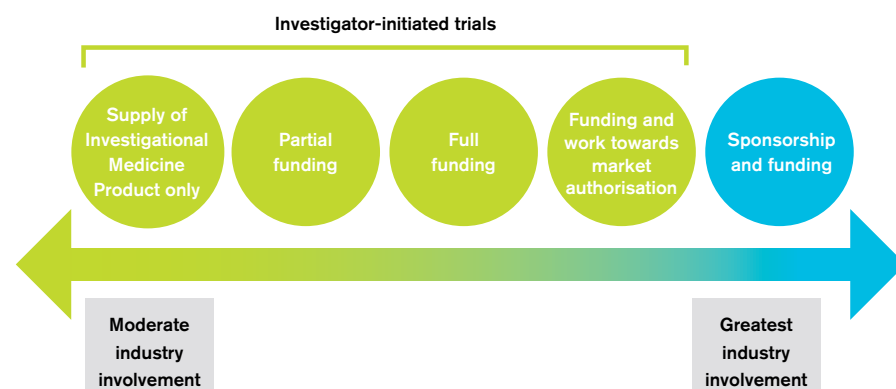 Investigator-initiated trials
Supply of
Investigational
Medicine
Product only
Partial
funding
Full
funding
Funding and
work towards
market
authorisation
Sponsorship
and funding
Moderate
industry
involvement
Greatest
industry
involvement